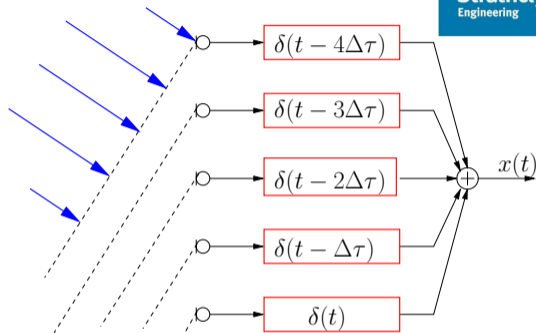 Engineering
δ(t − 4Δτ)
δ(t − 3Δτ)
δ(t − 2Δτ)
x(t)
δ(t − Δτ)
δ(t)